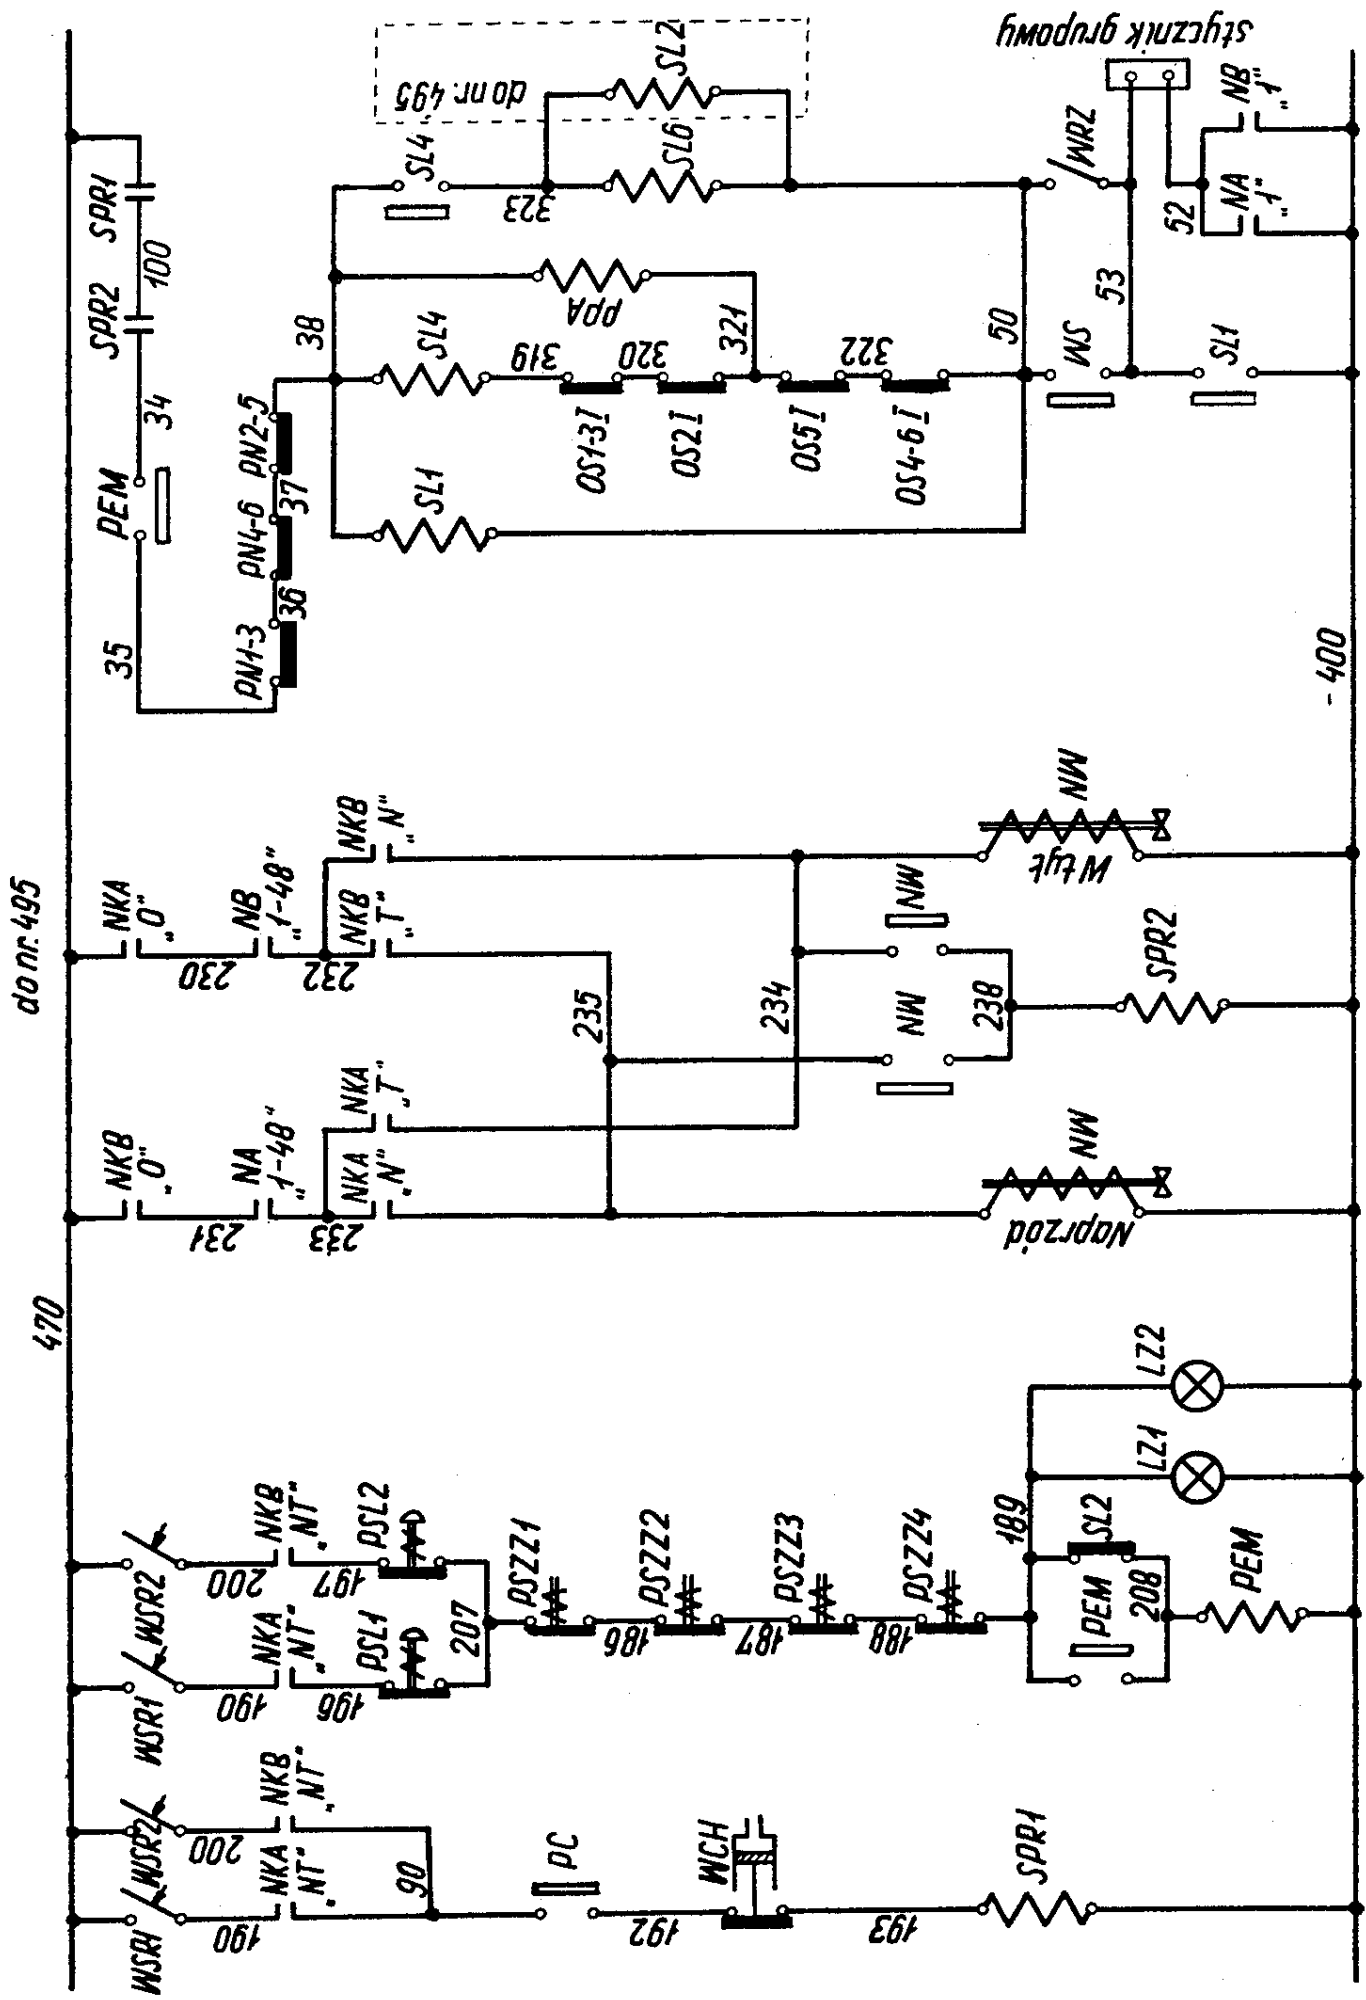 do nr. 495
470
WSR1
WSR2
190
200
NKA
„NT"
NKB
„NT"
90
PC
192
WCH
193
SPR1
WSR1
WSR2
190
200
NKA
„NT"
NKB
„NT"
196
197
PSL1
PSL2
207
PSZZ1
186
PSZZ2
187
PSZZ3
188
PSZZ4
189
PEM
SL2
208
PEM
LZ1
LZ2
NKB
„0"
231
NA
„1-48"
233
NKA
„N"
NKA
„T"
NKA
„0"
230
NB
„1-48"
232
NKB
„T"
NKB
„N"
235
234
NW
NW
238
SPR2
Naprzód
NW
W tył
NW
SPR1
100
SPR2
34
PEM
35
PN1-3
36
PN4-6
37
PN2-5
38
SL1
SL4
319
OS1-3I
320
OS2I
321
OS5I
322
OS4-6I
PPA
SL4
323
SL6
SL2
do nr. 495
50
SM
WRZ
53
SL1
stycznik grupowy
52
NA
„1"
NB
„1"
- 400